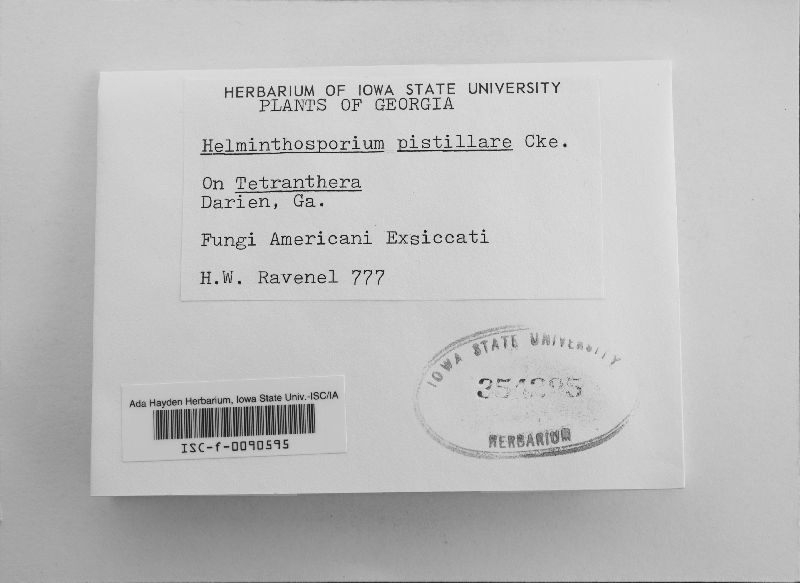 HERBARIUM OF IOWA STATE UNIVERSITY
PLANTS OF GEORGIA
Helminthosporium pistillare Cke.
On Tetranthera
Darien, Ga.
Fungi Americani Exsiccati
H.W. Ravenel 777
IOWA STATE UNIVERSITY
HERBARIUM
Ada Hayden Herbarium, Iowa State Univ.-ISC/IA
ISC-f-0090595